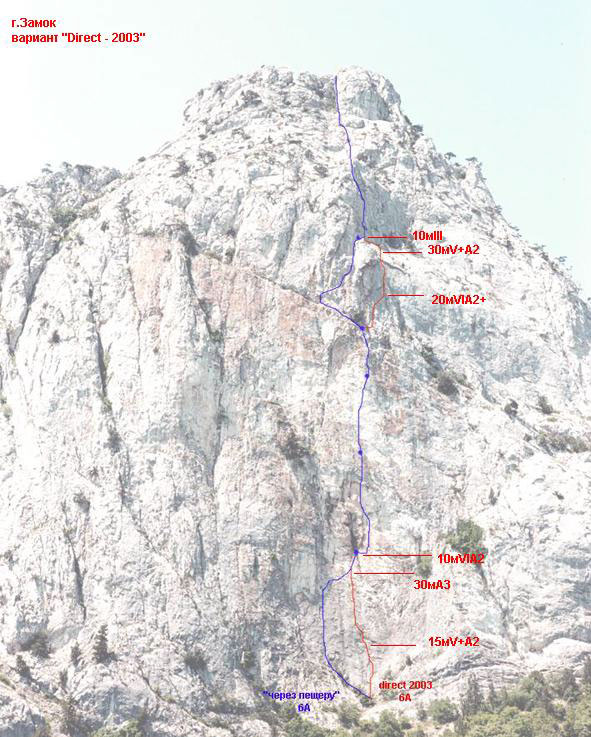 г.Замок
вариант "Direct - 2003"
10мIII
30мV+A2
20мVIA2+
10мVIA2
30мA3
15мV+A2
direct 2003
6А
"через пещеру"
6А